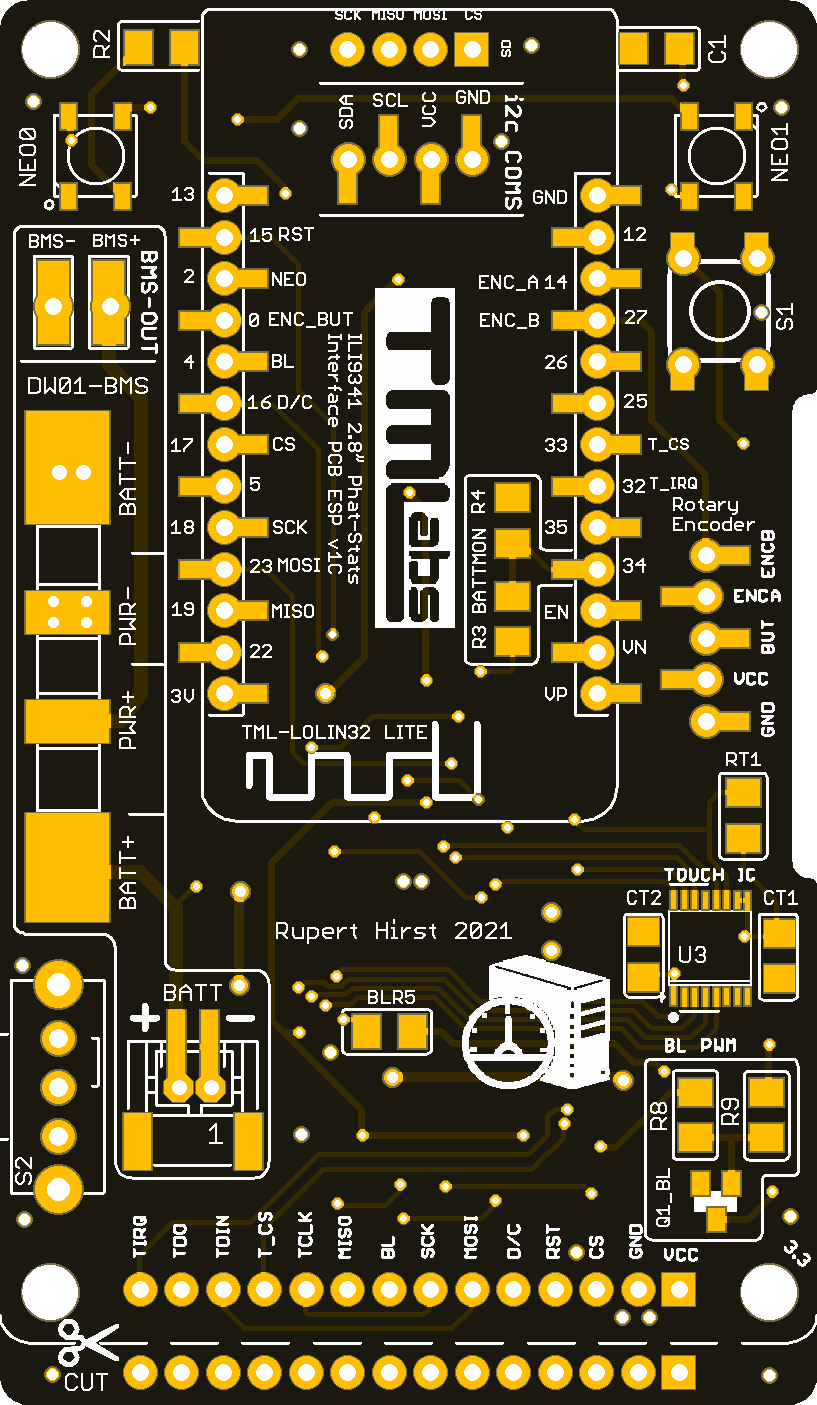 SCK MISO MOSI CS
SD
R2
C1
SDA SCL VCC GND
i2c COMS
NEO0
NEO1
13
GND
15 RST
12
2 NEO
ENC_A 14
0 ENC_BUT
ENC_B 27
4 BL
26
16 D/C
25
17 CS
33 T_CS
5
32 T_IRQ
18 SCK
35
23 MOSI
34
19 MISO
EN
22
VN
3V
VP
BMS- BMS+
BMS-OUT
DW01-BMS
BATT-
PWR-
PWR+
BATT+
S1
ILI9341 2.8" Phat-Stats
Interface PCB ESP v1C
TML abs
R4
R3 BATTMON
Rotary
Encoder
ENCB
ENCA
BUT
VCC
GND
TML-LOLIN32 LITE
RT1
TOUCH IC
CT2
CT1
U3
Rupert Hirst 2021
BATT
+ -
1
BLR5
BL PWM
R8
R9
Q1_BL
S2
TIRQ
TDO
TDIN
T_CS
TCLK
MISO
BL
SCK
MOSI
D/C
RST
CS
GND
VCC
3.3
CUT